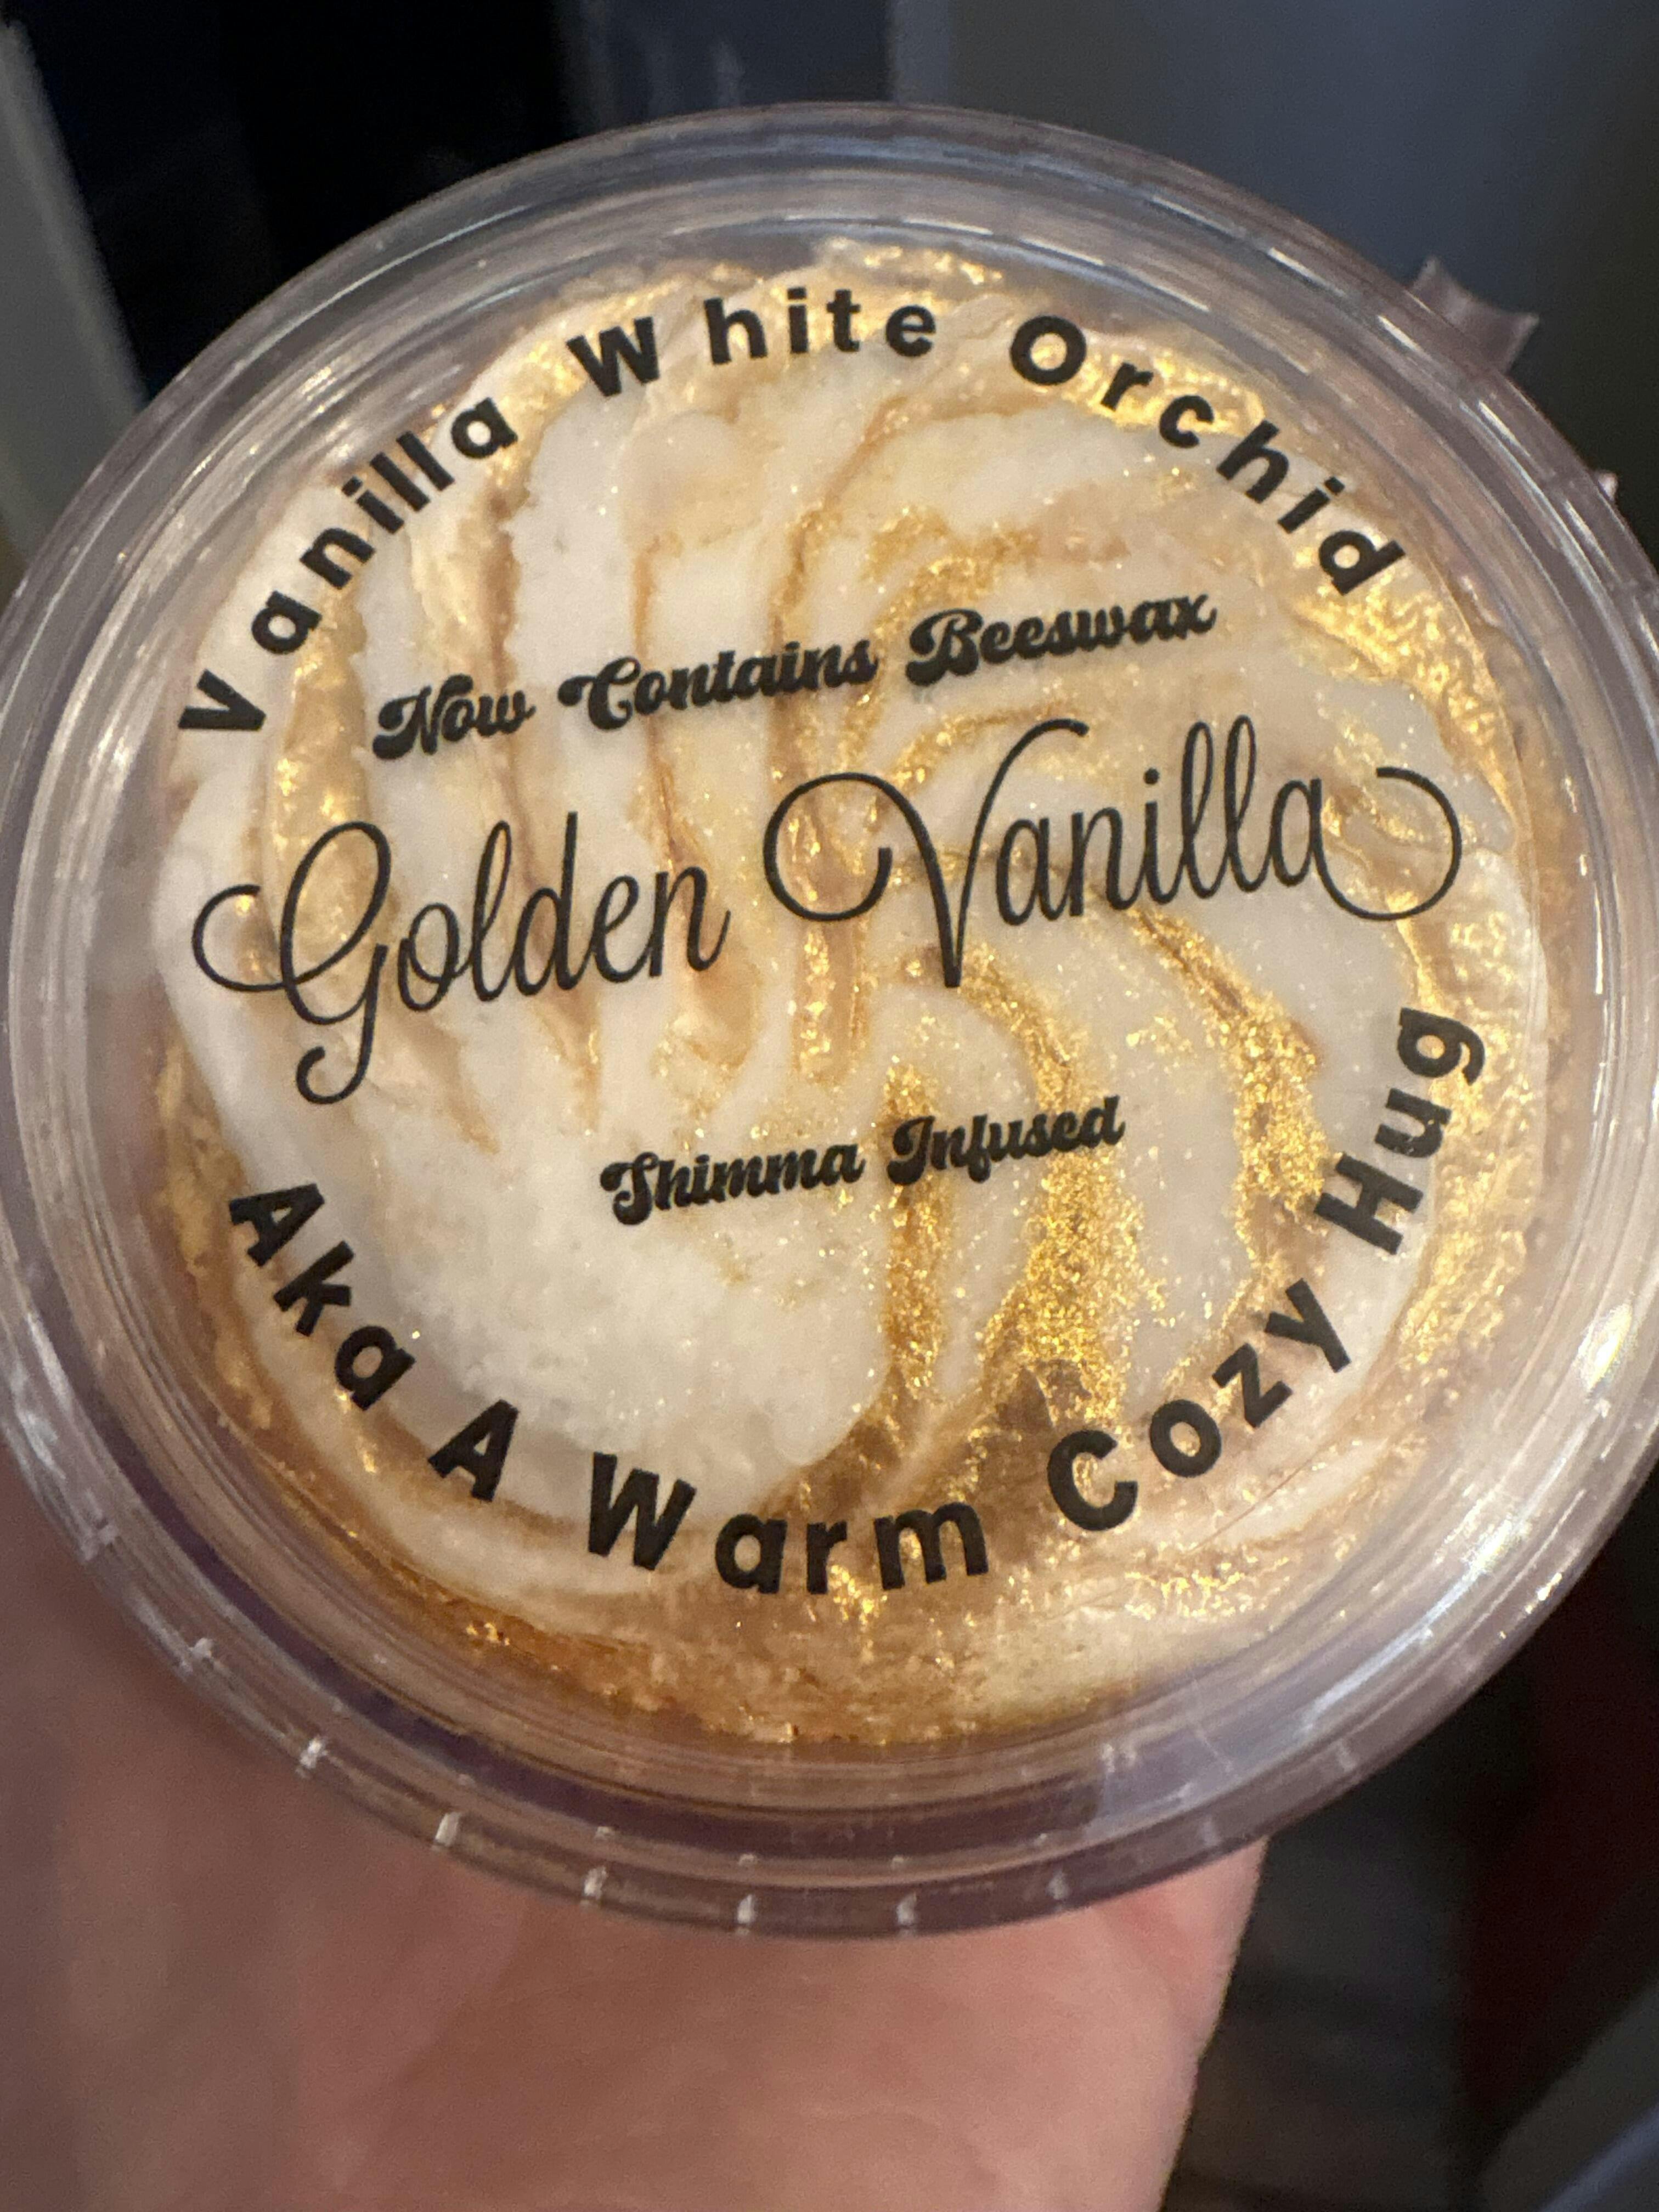 Vanilla White Orchid
Now Contains Beeswax
Golden Vanilla
Shimma Infused
Aka A Warm Cozy Hug